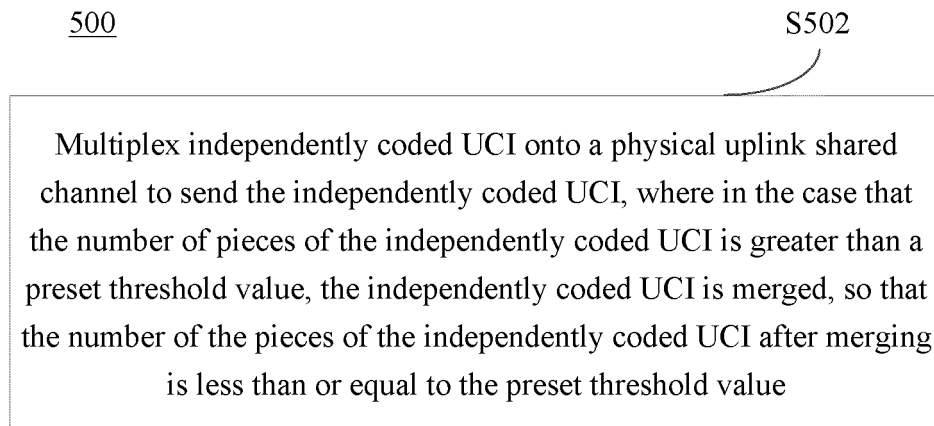 500
S502
Multiplex independently coded UCI onto a physical uplink shared
channel to send the independently coded UCI, where in the case that
the number of pieces of the independently coded UCI is greater than a
preset threshold value, the independently coded UCI is merged, so that
the number of the pieces of the independently coded UCI after merging
is less than or equal to the preset threshold value